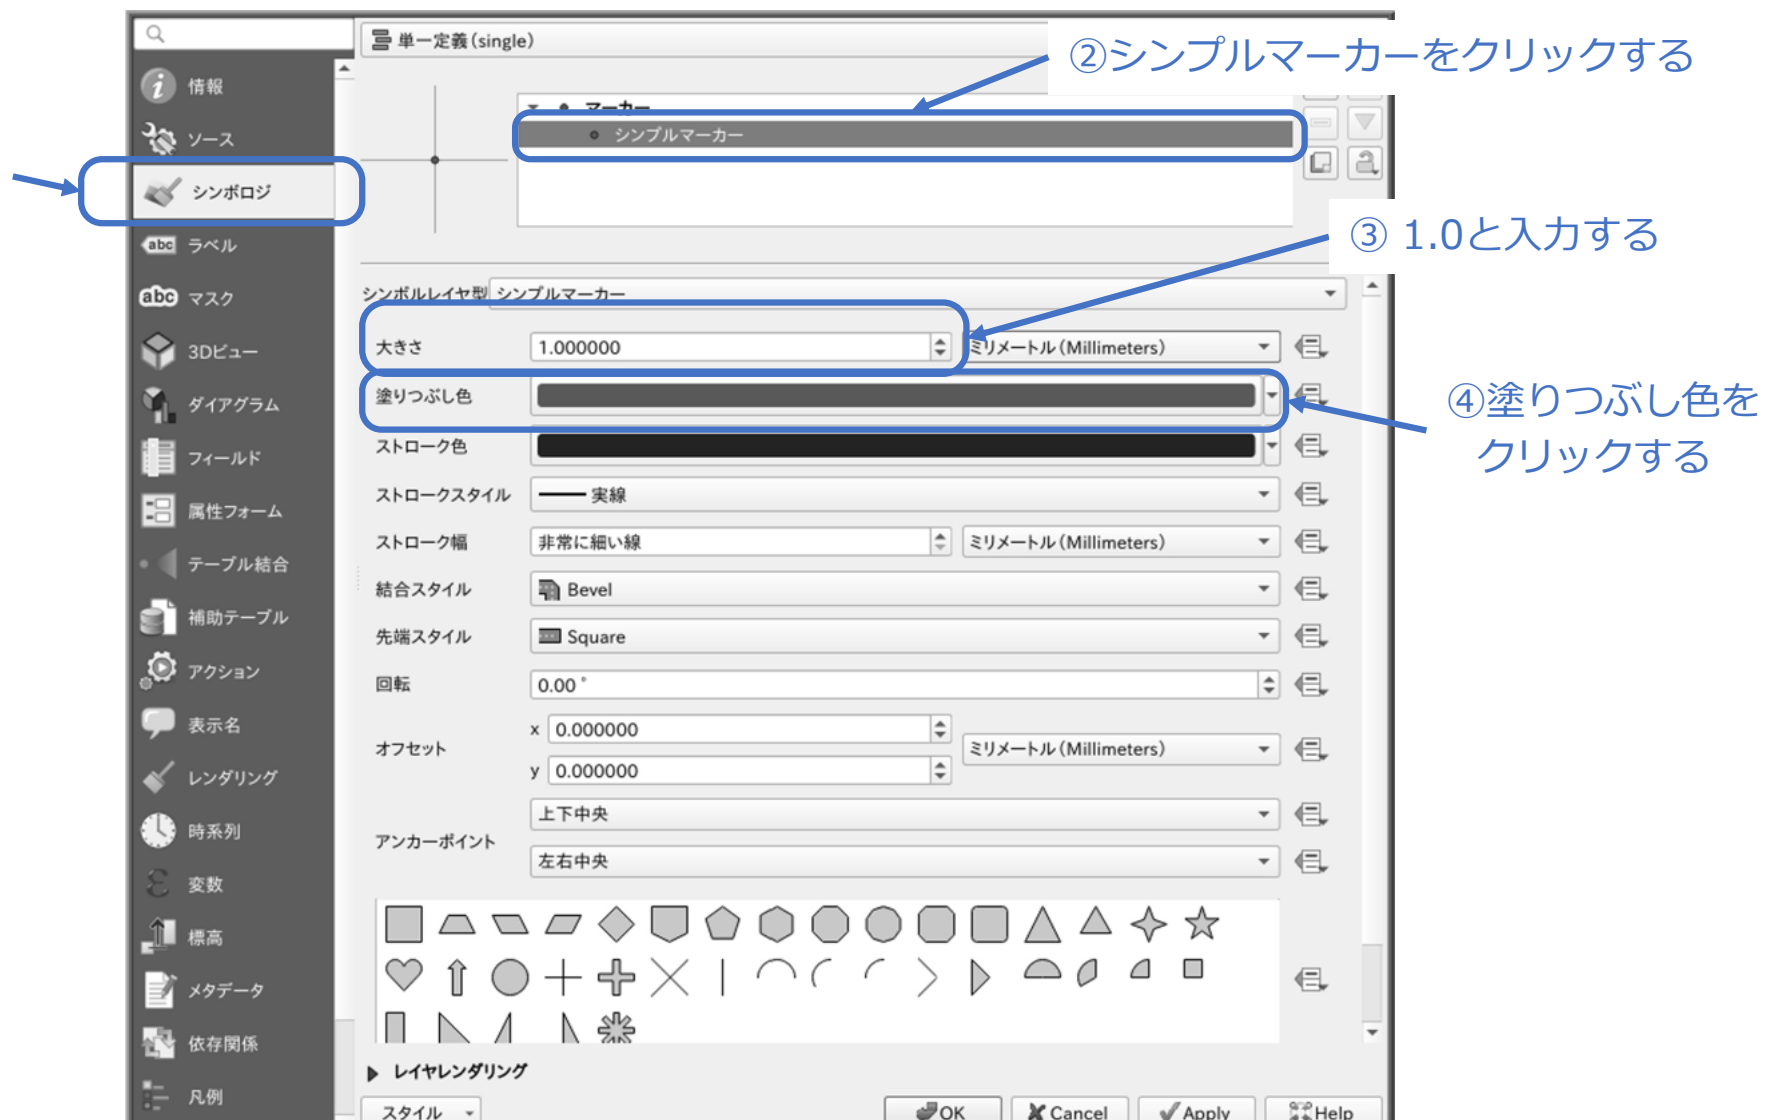 単一定義(single)
②シンプルマーカーをクリックする
情報
ソース
シンボロジ
abc ラベル
abc マスク
3Dビュー
ダイアグラム
フィールド
属性フォーム
テーブル結合
補助テーブル
アクション
表示名
レンダリング
時系列
変数
標高
メタデータ
依存関係
凡例
マーカー
シンプルマーカー
③ 1.0と入力する
シンボルレイヤ型 シンプルマーカー
大きさ 1.000000 ミリメートル(Millimeters)
塗りつぶし色
④塗りつぶし色を
クリックする
ストローク色
ストロークスタイル 実線
ストローク幅 非常に細い線 ミリメートル(Millimeters)
結合スタイル Bevel
先端スタイル Square
回転 0.00 °
オフセット x 0.000000 ミリメートル(Millimeters)
y 0.000000
アンカーポイント 上下中央
左右中央
レイヤレンダリング
スタイル OK Cancel Apply Help